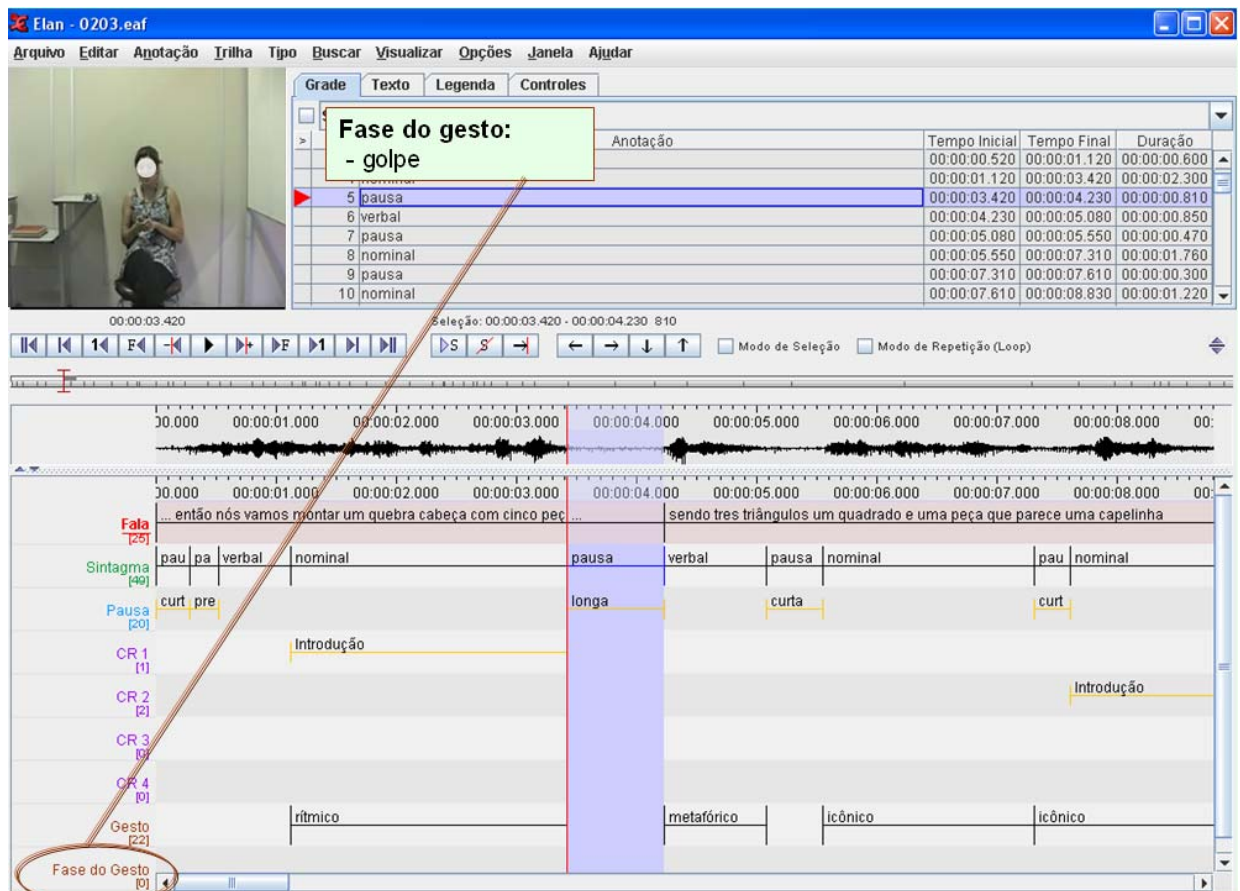 Elan - 0203.eaf
Arquivo Editar Anotação Trilha Tipo Buscar Visualizar Opções Janela Ajudar
Grade Texto Legenda Controles
Fase do gesto:
- golpe
> Anotação Tempo Inicial Tempo Final Duração
00:00:00.520 00:00:01.120 00:00:00.600
nominal 00:00:01.120 00:00:03.420 00:00:02.300
5 pausa 00:00:03.420 00:00:04.230 00:00:00.810
6 verbal 00:00:04.230 00:00:05.080 00:00:00.850
7 pausa 00:00:05.080 00:00:05.550 00:00:00.470
8 nominal 00:00:05.550 00:00:07.310 00:00:01.760
9 pausa 00:00:07.310 00:00:07.610 00:00:00.300
10 nominal 00:00:07.610 00:00:08.830 00:00:01.220
00:00:03.420 Seleção: 00:00:03.420 - 00:00:04.230 810
1 F F 1 S S Modo de Seleção Modo de Repetição (Loop)
00.000 00:00:01.000 00:00:02.000 00:00:03.000 00:00:04.000 00:00:05.000 00:00:06.000 00:00:07.000 00:00:08.000 00:
00.000 00:00:01.000 00:00:02.000 00:00:03.000 00:00:04.000 00:00:05.000 00:00:06.000 00:00:07.000 00:00:08.000 00:
Fala ... então nós vamos montar um quebra cabeça com cinco peç ... sendo tres triângulos um quadrado e uma peça que parece uma capelinha
[25]
Sintagma pau pa verbal nominal pausa verbal pausa nominal pau nominal
[49]
Pausa curt pre longa curta curt
[20]
CR 1 Introdução
[1]
CR 2 Introdução
[2]
CR 3
[0]
CR 4
[0]
Gesto rítmico metafórico icônico icônico
[22]
Fase do Gesto
[0]